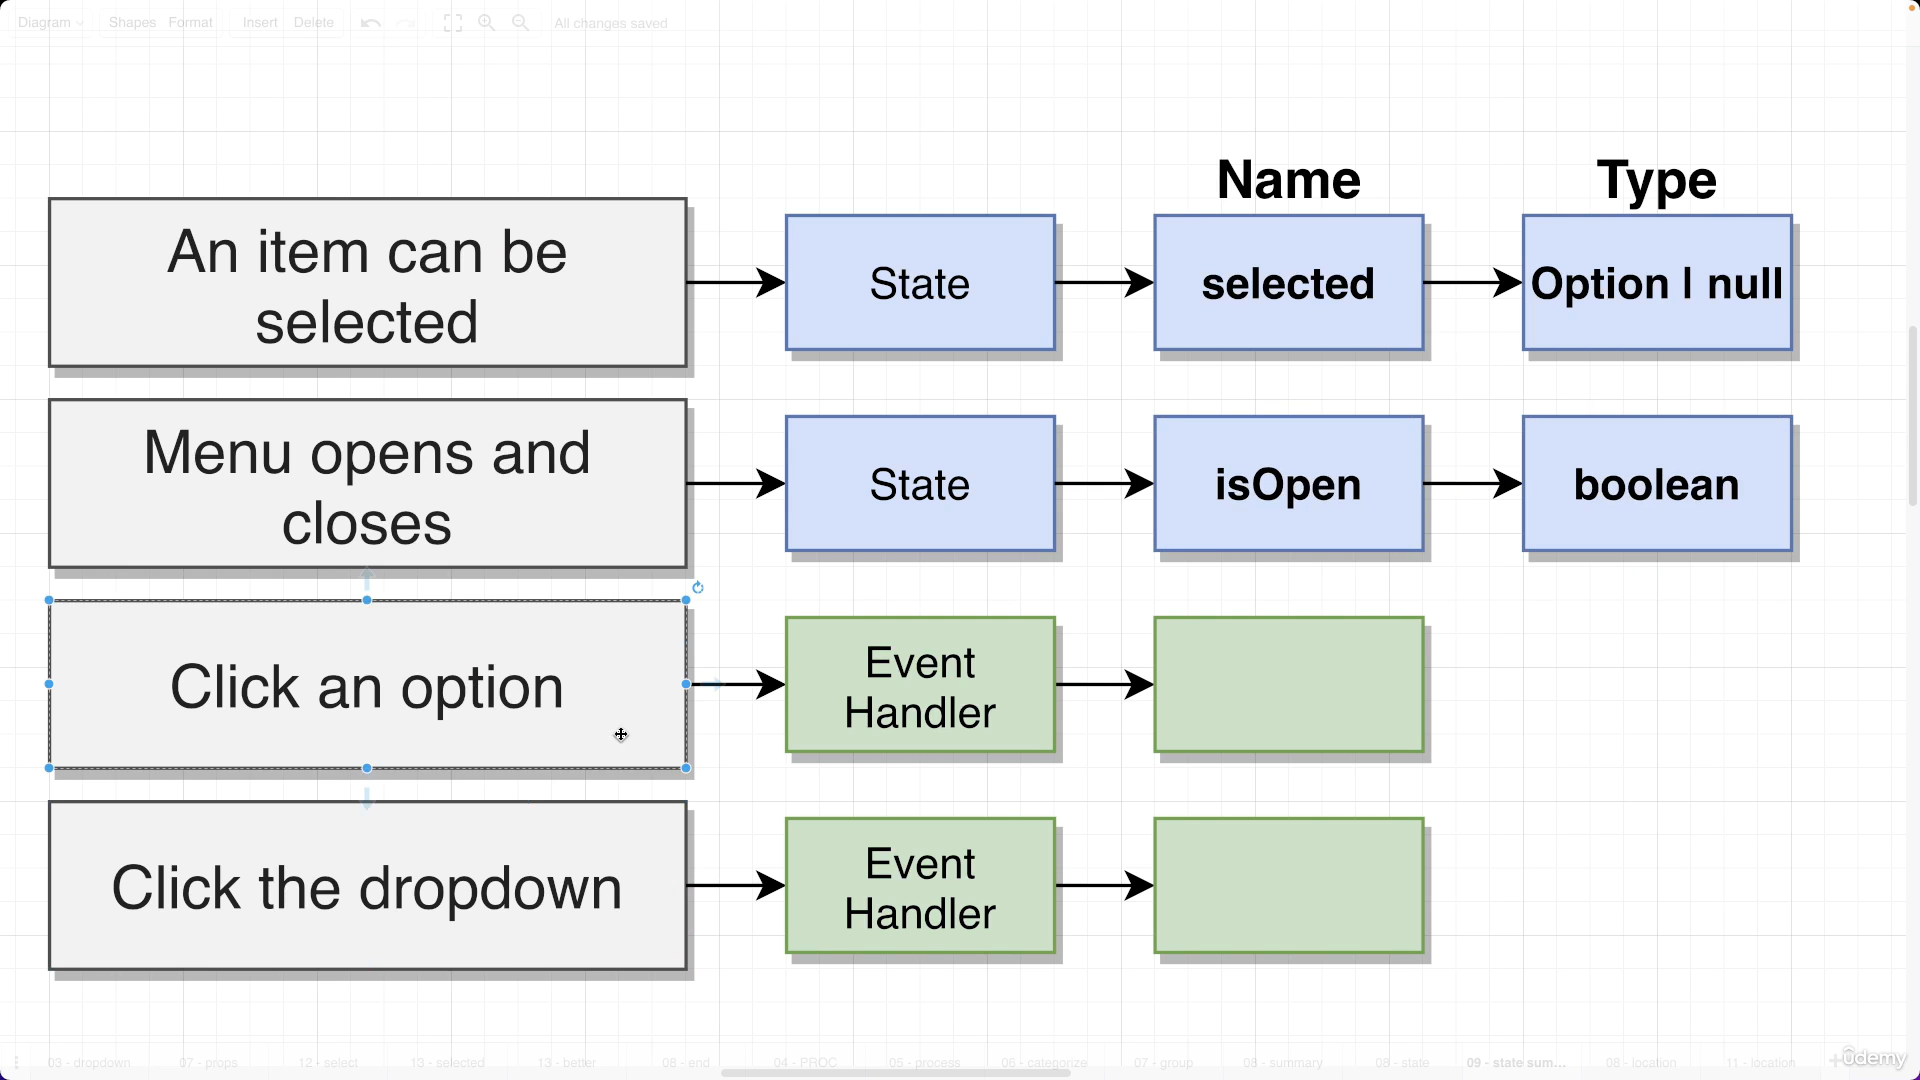 Diagram Shapes Format Insert Delete All changes saved
Name Type
An item can be
selected
State
selected
Option | null
Menu opens and
closes
State
isOpen
boolean
Click an option
Event
Handler
Click the dropdown
Event
Handler
03 - dropdown 07 - props 12 - select 13 - selected 13 - better 08 - end 04 - PROC 05 - process 06 - categorize 07 - group 08 - summary 08 - state 09 - state sum... 08 - location 11 - location
ûdemy